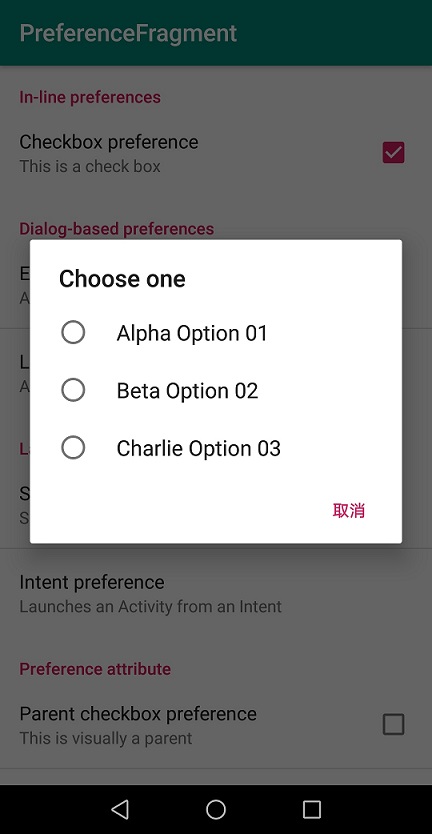 PreferenceFragment
In-line preferences
Checkbox preference
This is a check box
Dialog-based preferences
Choose one
Alpha Option 01
Beta Option 02
Charlie Option 03
取消
Intent preference
Launches an Activity from an Intent
Preference attribute
Parent checkbox preference
This is visually a parent